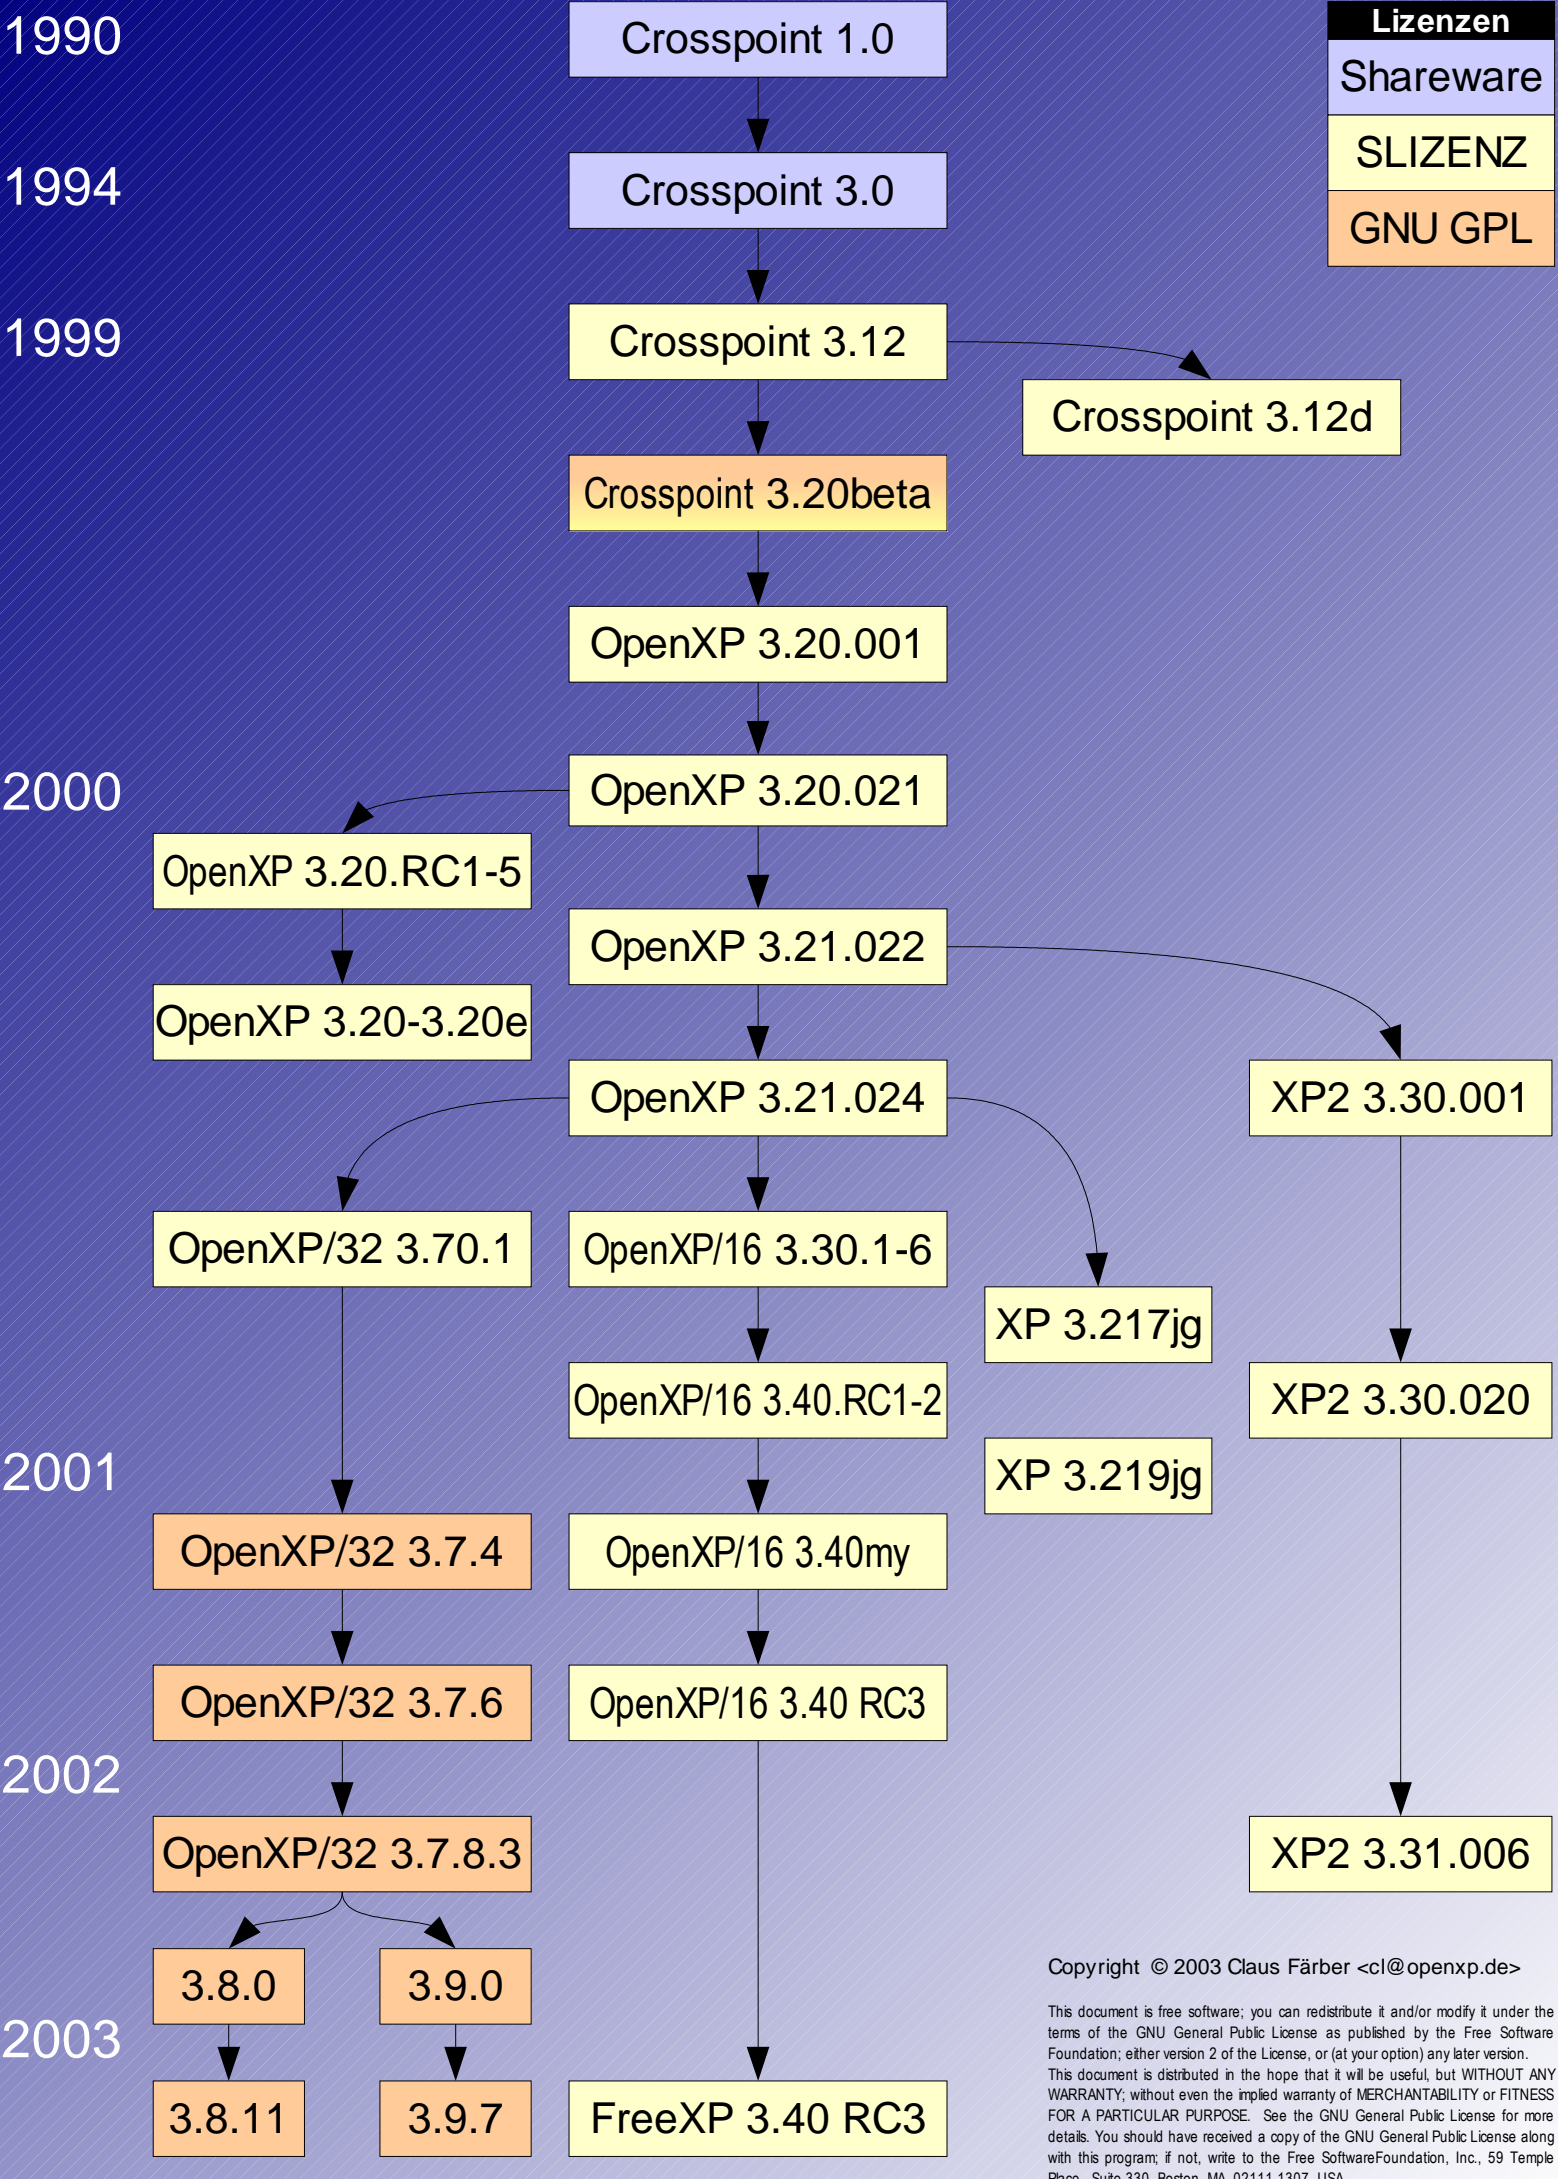 1990
Crosspoint 1.0
Lizenzen
Shareware
SLIZENZ
GNU GPL
1994
Crosspoint 3.0
1999
Crosspoint 3.12
Crosspoint 3.12d
Crosspoint 3.20beta
OpenXP 3.20.001
2000
OpenXP 3.20.021
OpenXP 3.20.RC1-5
OpenXP 3.21.022
OpenXP 3.20-3.20e
OpenXP 3.21.024
XP2 3.30.001
OpenXP/32 3.70.1
OpenXP/16 3.30.1-6
XP 3.217jg
OpenXP/16 3.40.RC1-2
XP2 3.30.020
2001
XP 3.219jg
OpenXP/32 3.7.4
OpenXP/16 3.40my
OpenXP/32 3.7.6
OpenXP/16 3.40 RC3
2002
OpenXP/32 3.7.8.3
XP2 3.31.006
3.8.0
3.9.0
2003
3.8.11
3.9.7
FreeXP 3.40 RC3
Copyright © 2003 Claus Färber <cl@openxp.de>
This document is free software; you can redistribute it and/or modify it under the
terms of the GNU General Public License as published by the Free Software
Foundation; either version 2 of the License, or (at your option) any later version.
This document is distributed in the hope that it will be useful, but WITHOUT ANY
WARRANTY; without even the implied warranty of MERCHANTABILITY or FITNESS
FOR A PARTICULAR PURPOSE. See the GNU General Public License for more
details. You should have received a copy of the GNU General Public License along
with this program; if not, write to the Free SoftwareFoundation, Inc., 59 Temple
Place, Suite 330, Boston, MA 02111-1307, USA